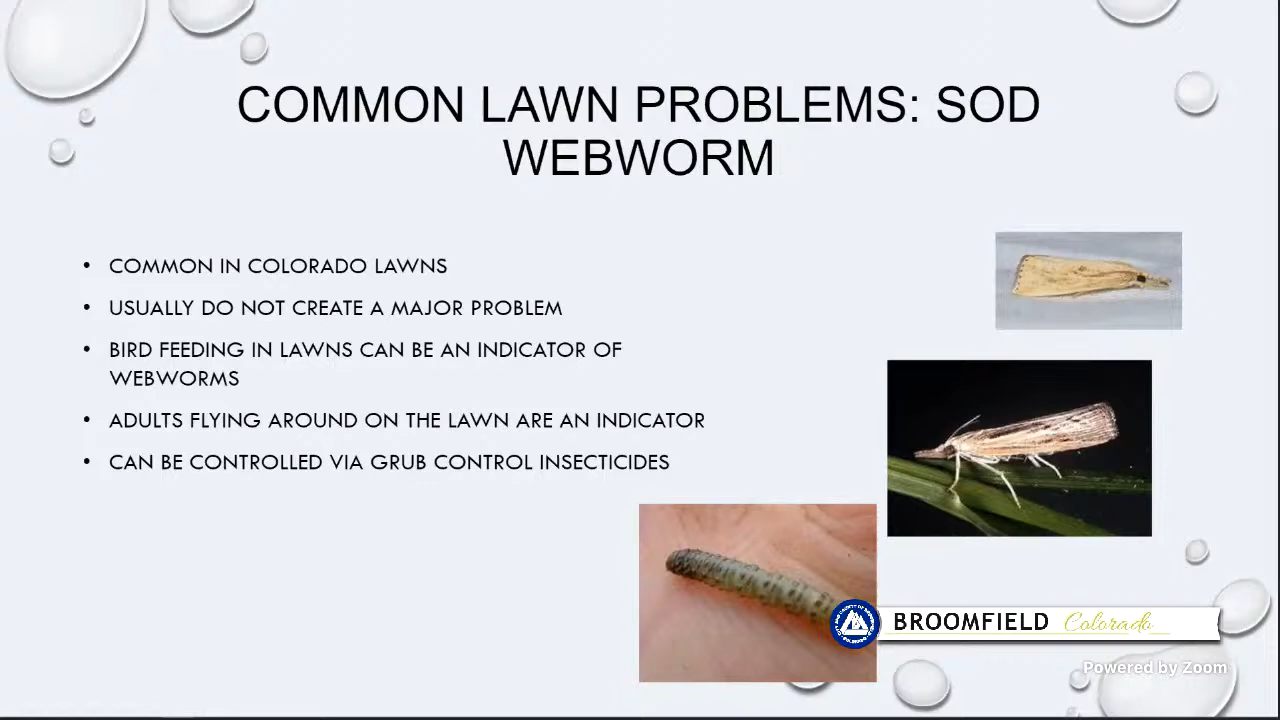 COMMON LAWN PROBLEMS: SOD
WEBWORM
• COMMON IN COLORADO LAWNS
• USUALLY DO NOT CREATE A MAJOR PROBLEM
• BIRD FEEDING IN LAWNS CAN BE AN INDICATOR OF
WEBWORMS
• ADULTS FLYING AROUND ON THE LAWN ARE AN INDICATOR
• CAN BE CONTROLLED VIA GRUB CONTROL INSECTICIDES
BROOMFIELD Colorado
Powered by Zoom